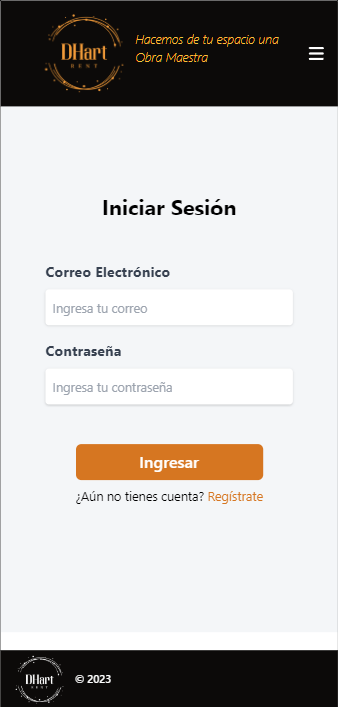 DHart
RENT
Hacemos de tu espacio una
Obra Maestra
Iniciar Sesión
Correo Electrónico
Ingresa tu correo
Contraseña
Ingresa tu contraseña
Ingresar
¿Aún no tienes cuenta? Regístrate
DHart
RENT
© 2023